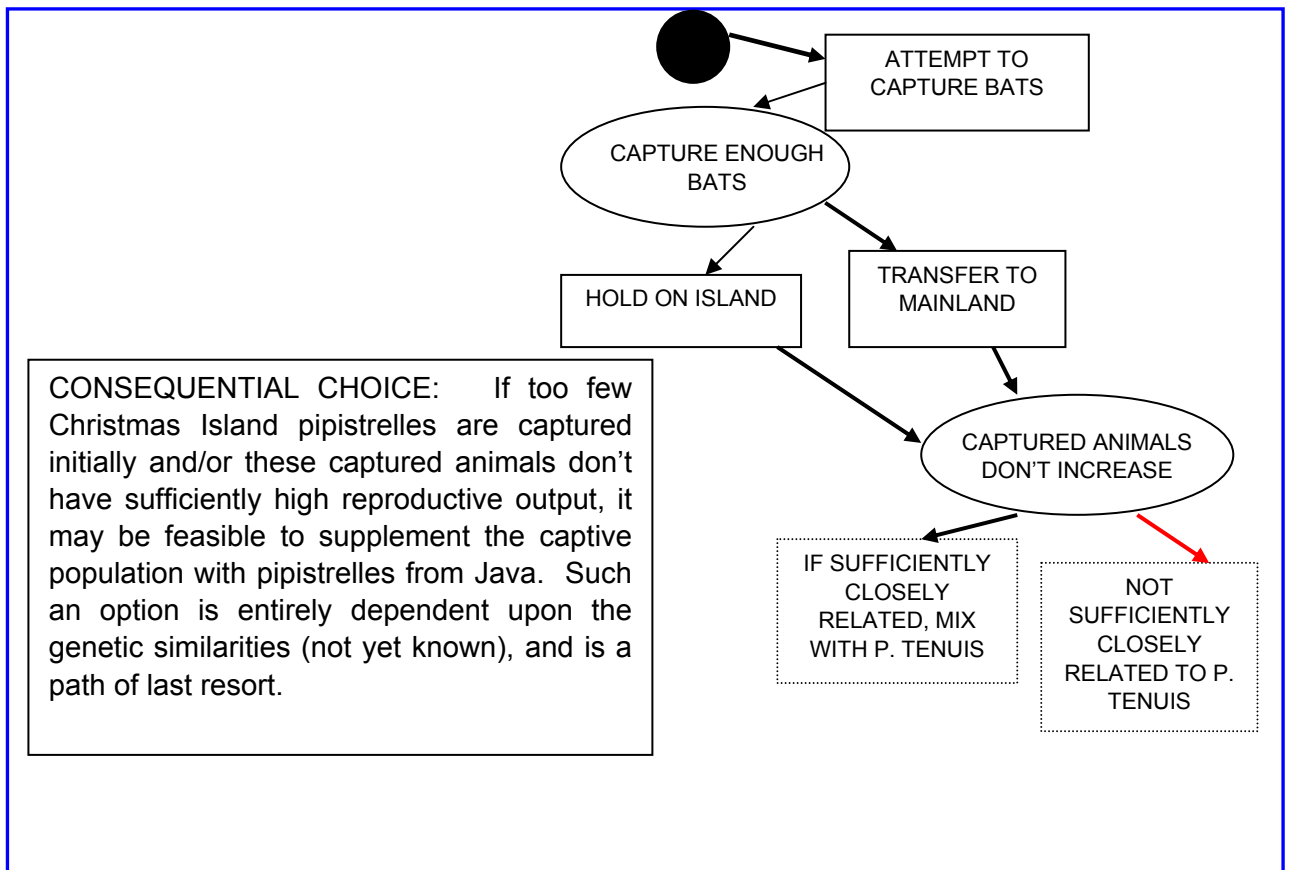 ATTEMPT TO
CAPTURE BATS
CAPTURE ENOUGH
BATS
HOLD ON ISLAND
TRANSFER TO
MAINLAND
CONSEQUENTIAL CHOICE: If too few
Christmas Island pipistrelles are captured
initially and/or these captured animals don't
have sufficiently high reproductive output, it
may be feasible to supplement the captive
population with pipistrelles from Java. Such
an option is entirely dependent upon the
genetic similarities (not yet known), and is a
path of last resort.
CAPTURED ANIMALS
DON'T INCREASE
IF SUFFICIENTLY
CLOSELY
RELATED, MIX
WITH P. TENUIS
NOT
SUFFICIENTLY
CLOSELY
RELATED TO P.
TENUIS